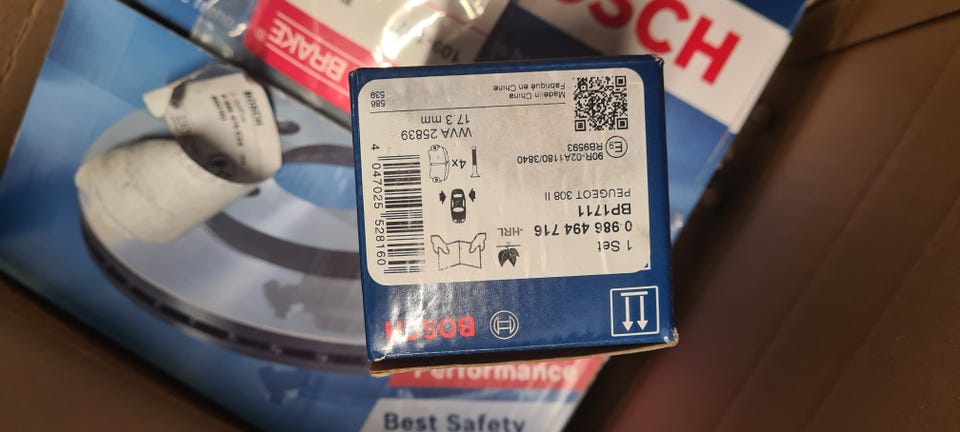 BOSCH
BRAKE
1 Set
0 986 494 716 -HRL
BP1711
PEUGEOT 308 II
90R-02A1180/3840
E9
RB99593
4x
WVA 25839
17.3 mm
Made in China
Fabriqué en Chine
586
539
4 047025 528160
BOSCH
Performance
Best Safety